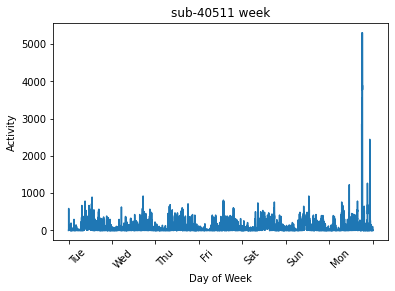 sub-40511 week
5000
4000
3000
2000
1000
0
Activity
Tue
Wed
Thu
Fri
Sat
Sun
Mon
Day of Week